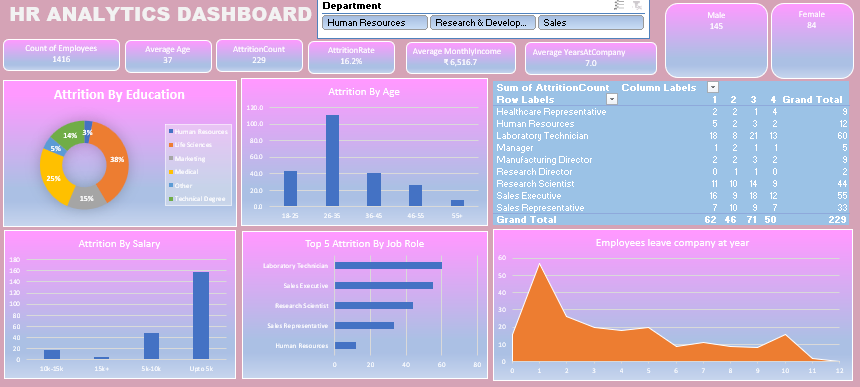 HR ANALYTICS DASHBOARD
Department
Human Resources
Research & Develop...
Sales
Male
145
Female
84
Count of Employees
1416
Average Age
37
AttritionCount
229
AttritionRate
16.2%
Average MonthlyIncome
₹ 6,516.7
Average YearsAtCompany
7.0
Attrition By Education
3%
38%
15%
25%
5%
14%
Human Resources
Life Sciences
Marketing
Medical
Other
Technical Degree
Attrition By Age
120.0
100.0
80.0
60.0
40.0
20.0
0.0
18-25 26-35 36-45 46-55 55+
Sum of AttritionCount Column Labels
Row Labels 1 2 3 4 Grand Total
Healthcare Representative 2 2 1 4 9
Human Resources 5 2 3 2 12
Laboratory Technician 18 8 21 13 60
Manager 1 2 1 1 5
Manufacturing Director 2 2 3 2 9
Research Director 0 1 1 0 2
Research Scientist 11 10 14 9 44
Sales Executive 16 9 18 12 55
Sales Representative 7 10 9 7 33
Grand Total 62 46 71 50 229
Attrition By Salary
180
160
140
120
100
80
60
40
20
0
10k-15k 15k+ 5k-10k Upto 5k
Top 5 Attrition By Job Role
Laboratory Technician
Sales Executive
Research Scientist
Sales Representative
Human Resources
0 20 40 60 80
Employees leave company at year
60
50
40
30
20
10
0
0 1 2 3 4 5 6 7 8 9 10 11 12